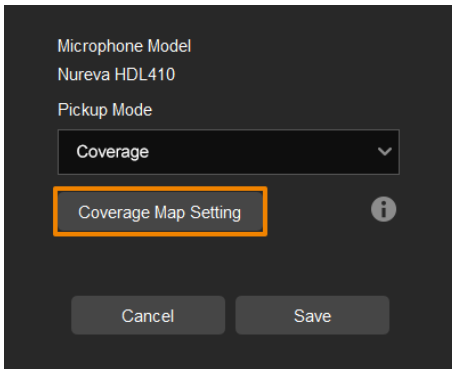 Microphone Model
Nureva HDL410
Pickup Mode
Coverage
Coverage Map Setting
Cancel Save